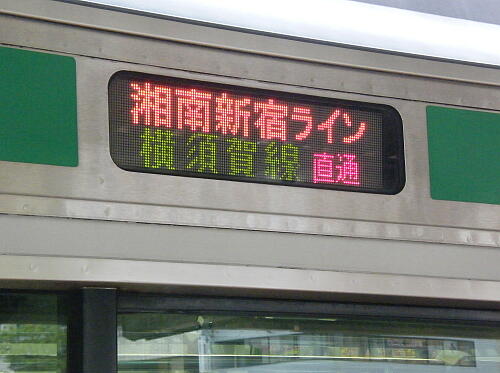 湘南新宿ライン
横須賀線 直通